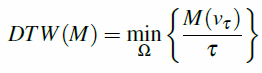 DTW(M) = min_Ω { M(v_τ) / τ }